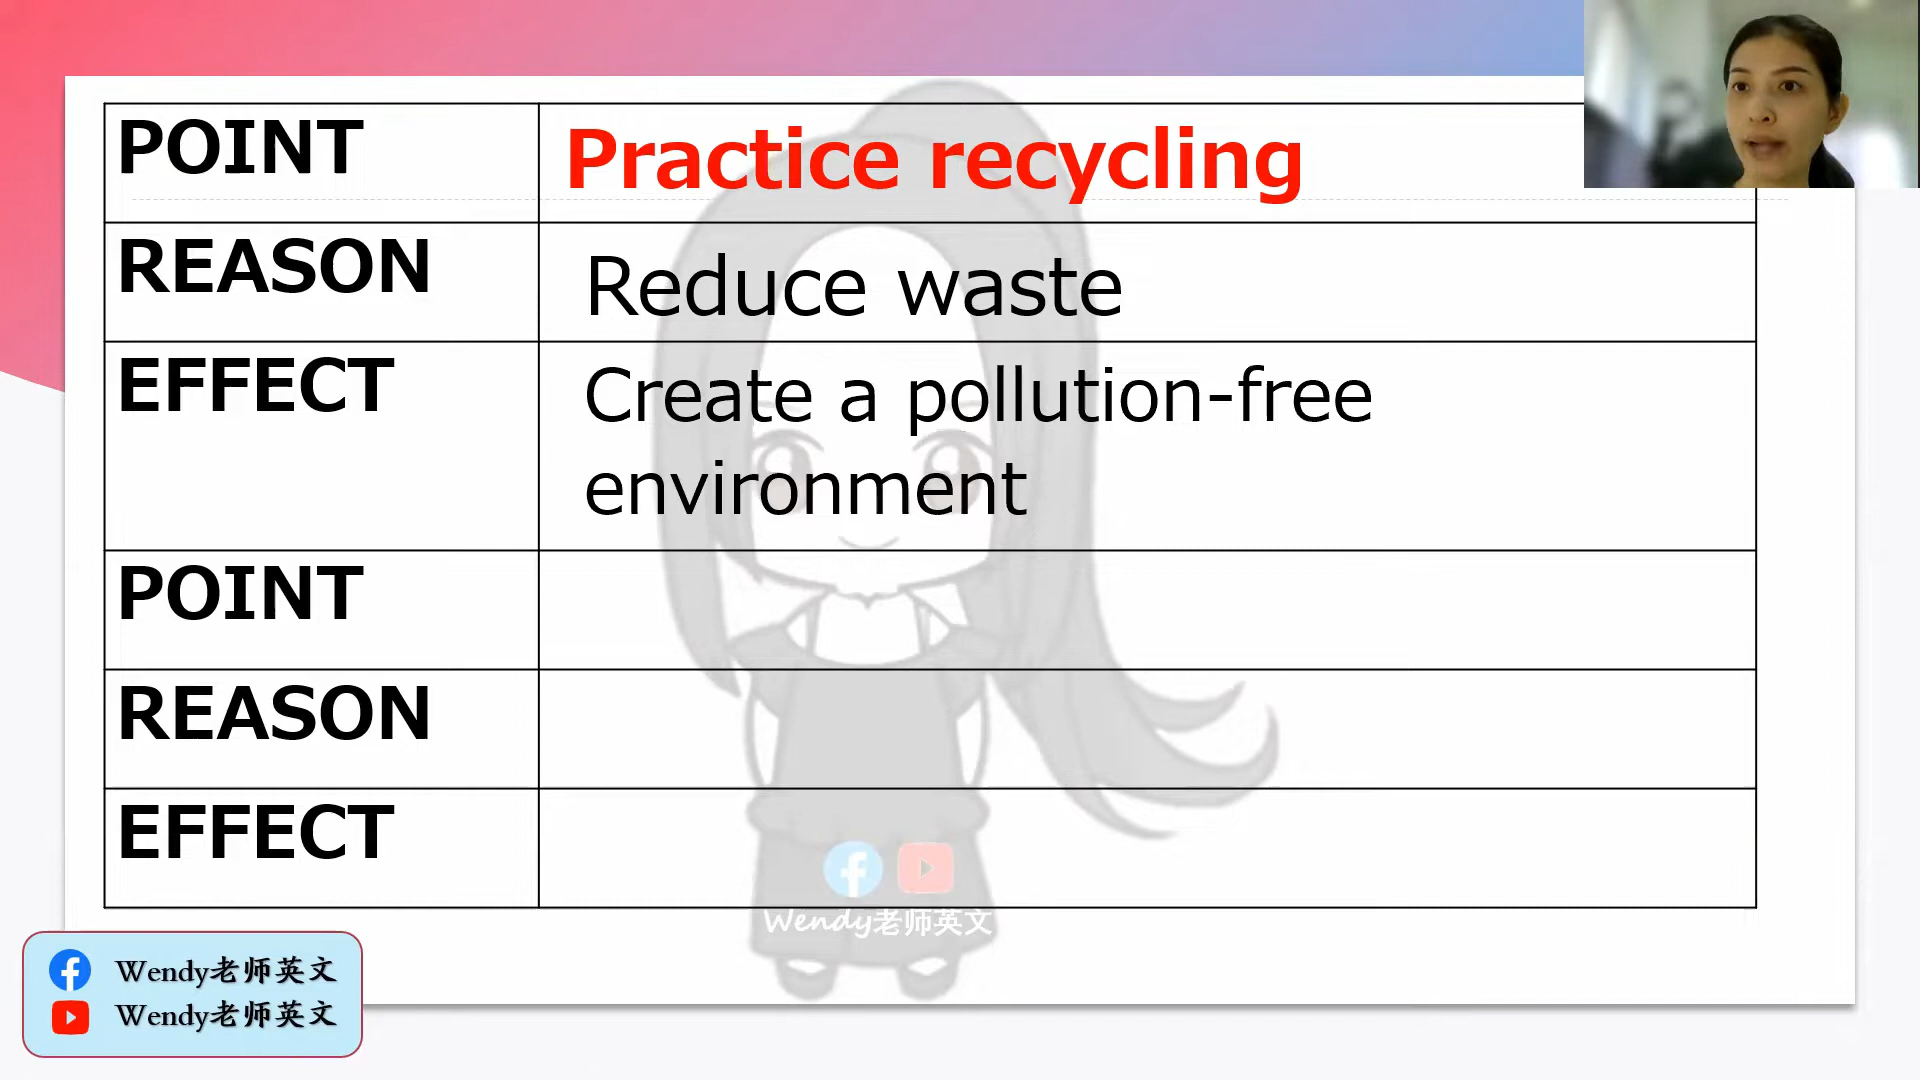 POINT
Practice recycling
REASON
Reduce waste
EFFECT
Create a pollution-free
environment
POINT
REASON
EFFECT
Wendy老师英文
Wendy老师英文
Wendy老师英文